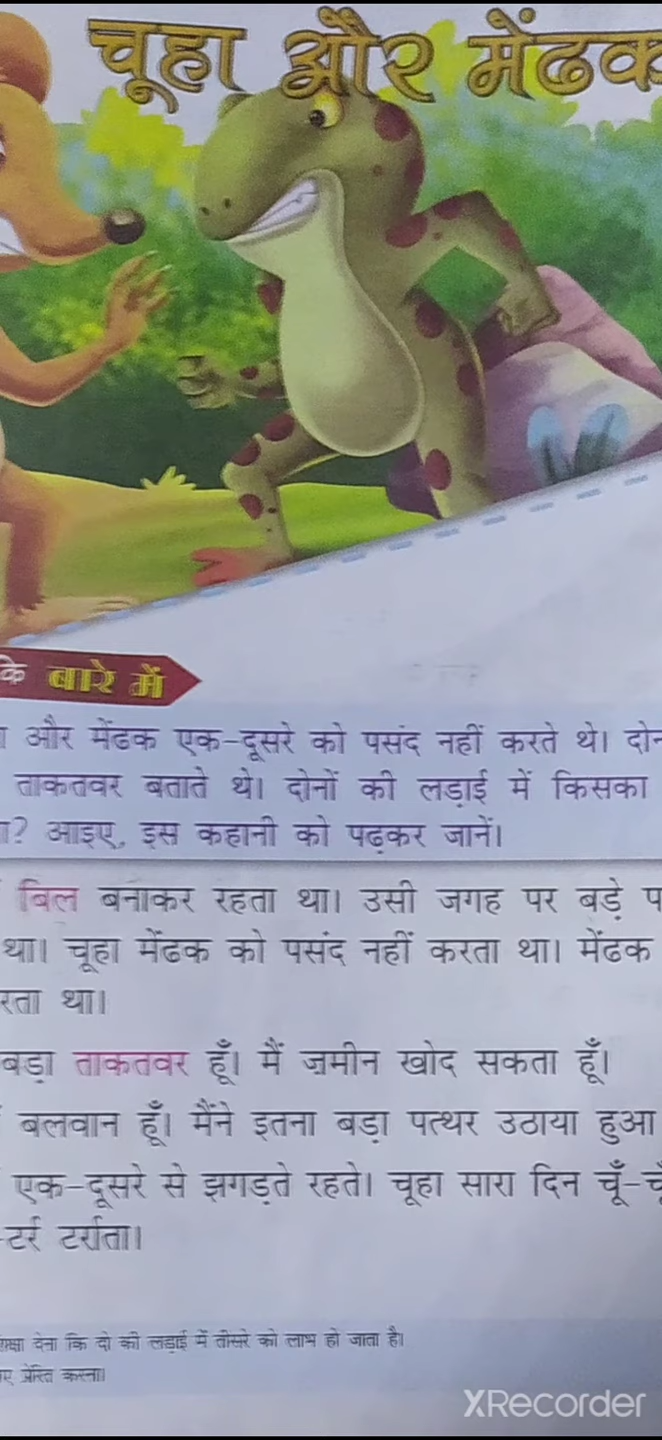 चूहा और मेंढक
के बारे में
और मेंढक एक-दूसरे को पसंद नहीं करते थे। दोन
ताकतवर बताते थे। दोनों की लड़ाई में किसका
? आइए, इस कहानी को पढ़कर जानें।
बिल बनाकर रहता था। उसी जगह पर बड़े प
था। चूहा मेंढक को पसंद नहीं करता था। मेंढक
रता था।
बड़ा ताकतवर हूँ। मैं ज़मीन खोद सकता हूँ।
बलवान हूँ। मैंने इतना बड़ा पत्थर उठाया हुआ
एक-दूसरे से झगड़ते रहते। चूहा सारा दिन चूँ-चूँ
-टर्र टर्राता।
देना कि दो की लड़ाई में तीसरे को लाभ हो जाता है।
प्रेरित करना।
XRecorder